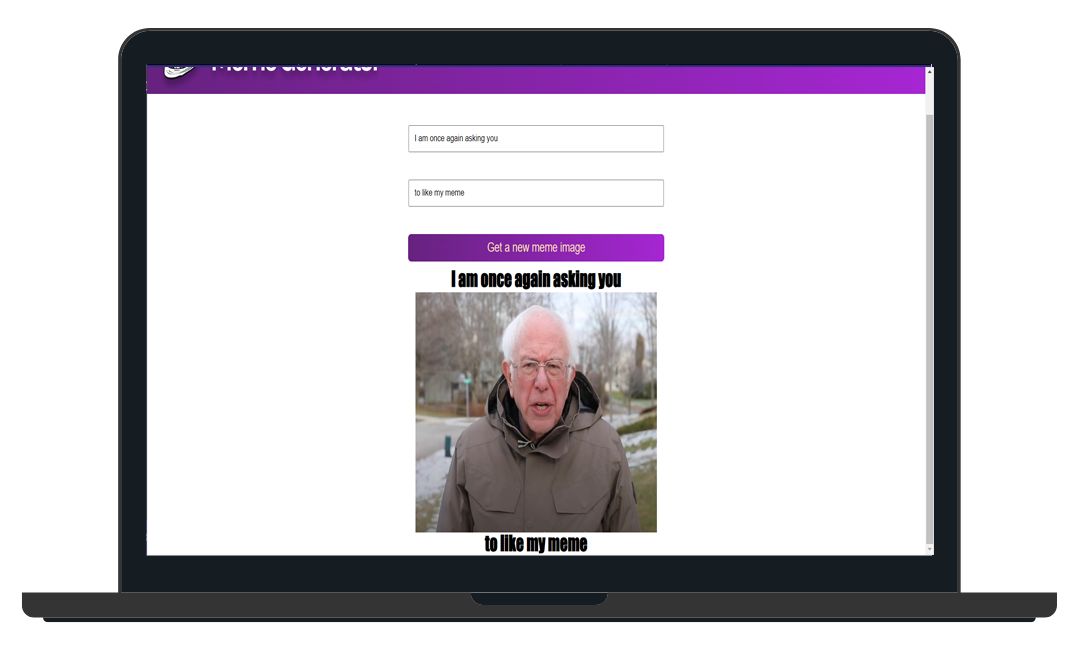 Meme Generator
I am once again asking you
to like my meme
Get a new meme image
I am once again asking you
to like my meme